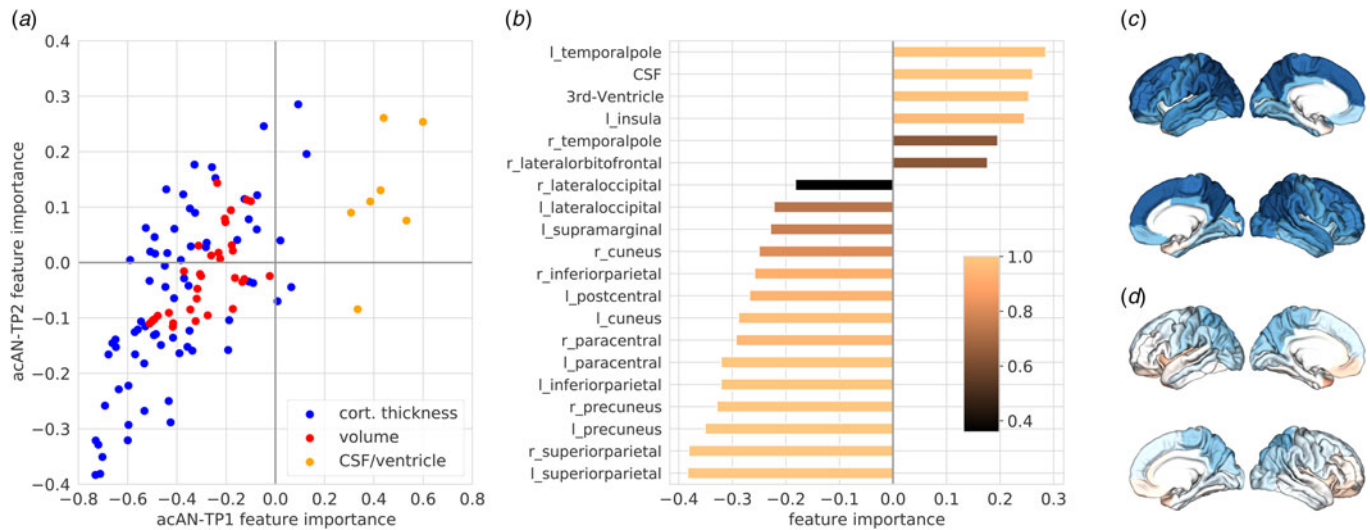 (a)
acAN-TP2 feature importance
0.4
0.3
0.2
0.1
0.0
−0.1
−0.2
−0.3
−0.4
−0.8 −0.6 −0.4 −0.2 0.0 0.2 0.4 0.6 0.8
acAN-TP1 feature importance
cort. thickness
volume
CSF/ventricle
(b)
l_temporalpole
CSF
3rd-Ventricle
l_insula
r_temporalpole
r_lateralorbitofrontal
r_lateraloccipital
l_lateraloccipital
l_supramarginal
r_cuneus
r_inferiorparietal
l_postcentral
l_cuneus
r_paracentral
l_paracentral
l_inferiorparietal
r_precuneus
l_precuneus
r_superiorparietal
l_superiorparietal
−0.4 −0.3 −0.2 −0.1 0.0 0.1 0.2 0.3
feature importance
1.0
0.8
0.6
0.4
(c)
(d)